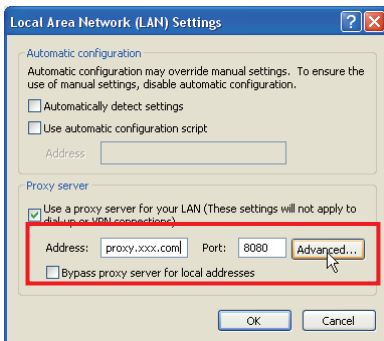 Local Area Network (LAN) Settings
Automatic configuration
Automatic configuration may override manual settings. To ensure the
use of manual settings, disable automatic configuration.
Automatically detect settings
Use automatic configuration script
Address
Proxy server
Use a proxy server for your LAN (These settings will not apply to
dial-up or VPN connections)
Address: proxy.xxx.com Port: 8080 Advanced...
Bypass proxy server for local addresses
OK Cancel